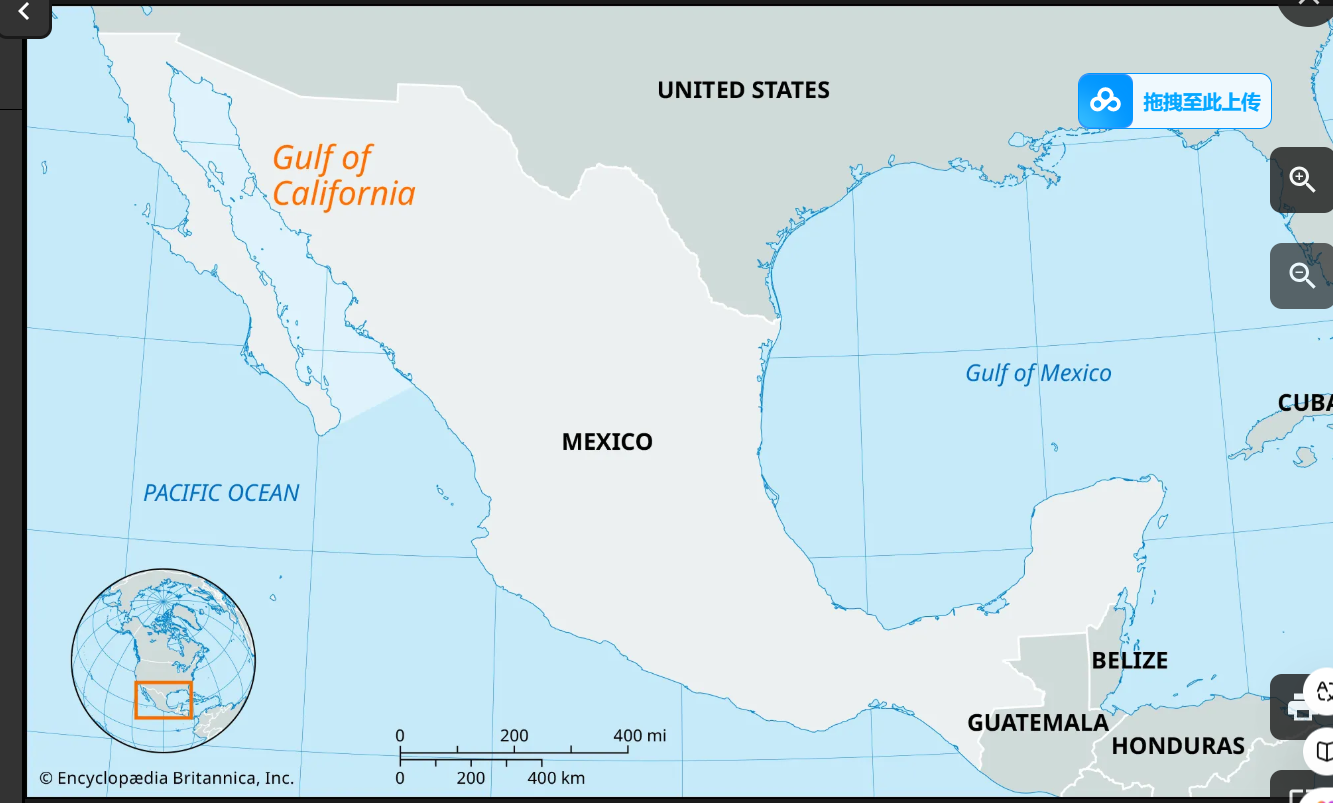 UNITED STATES
拖拽至此上传
Gulf of
California
Gulf of Mexico
CUBA
MEXICO
PACIFIC OCEAN
BELIZE
GUATEMALA
HONDURAS
0 200 400 mi
0 200 400 km
© Encyclopædia Britannica, Inc.